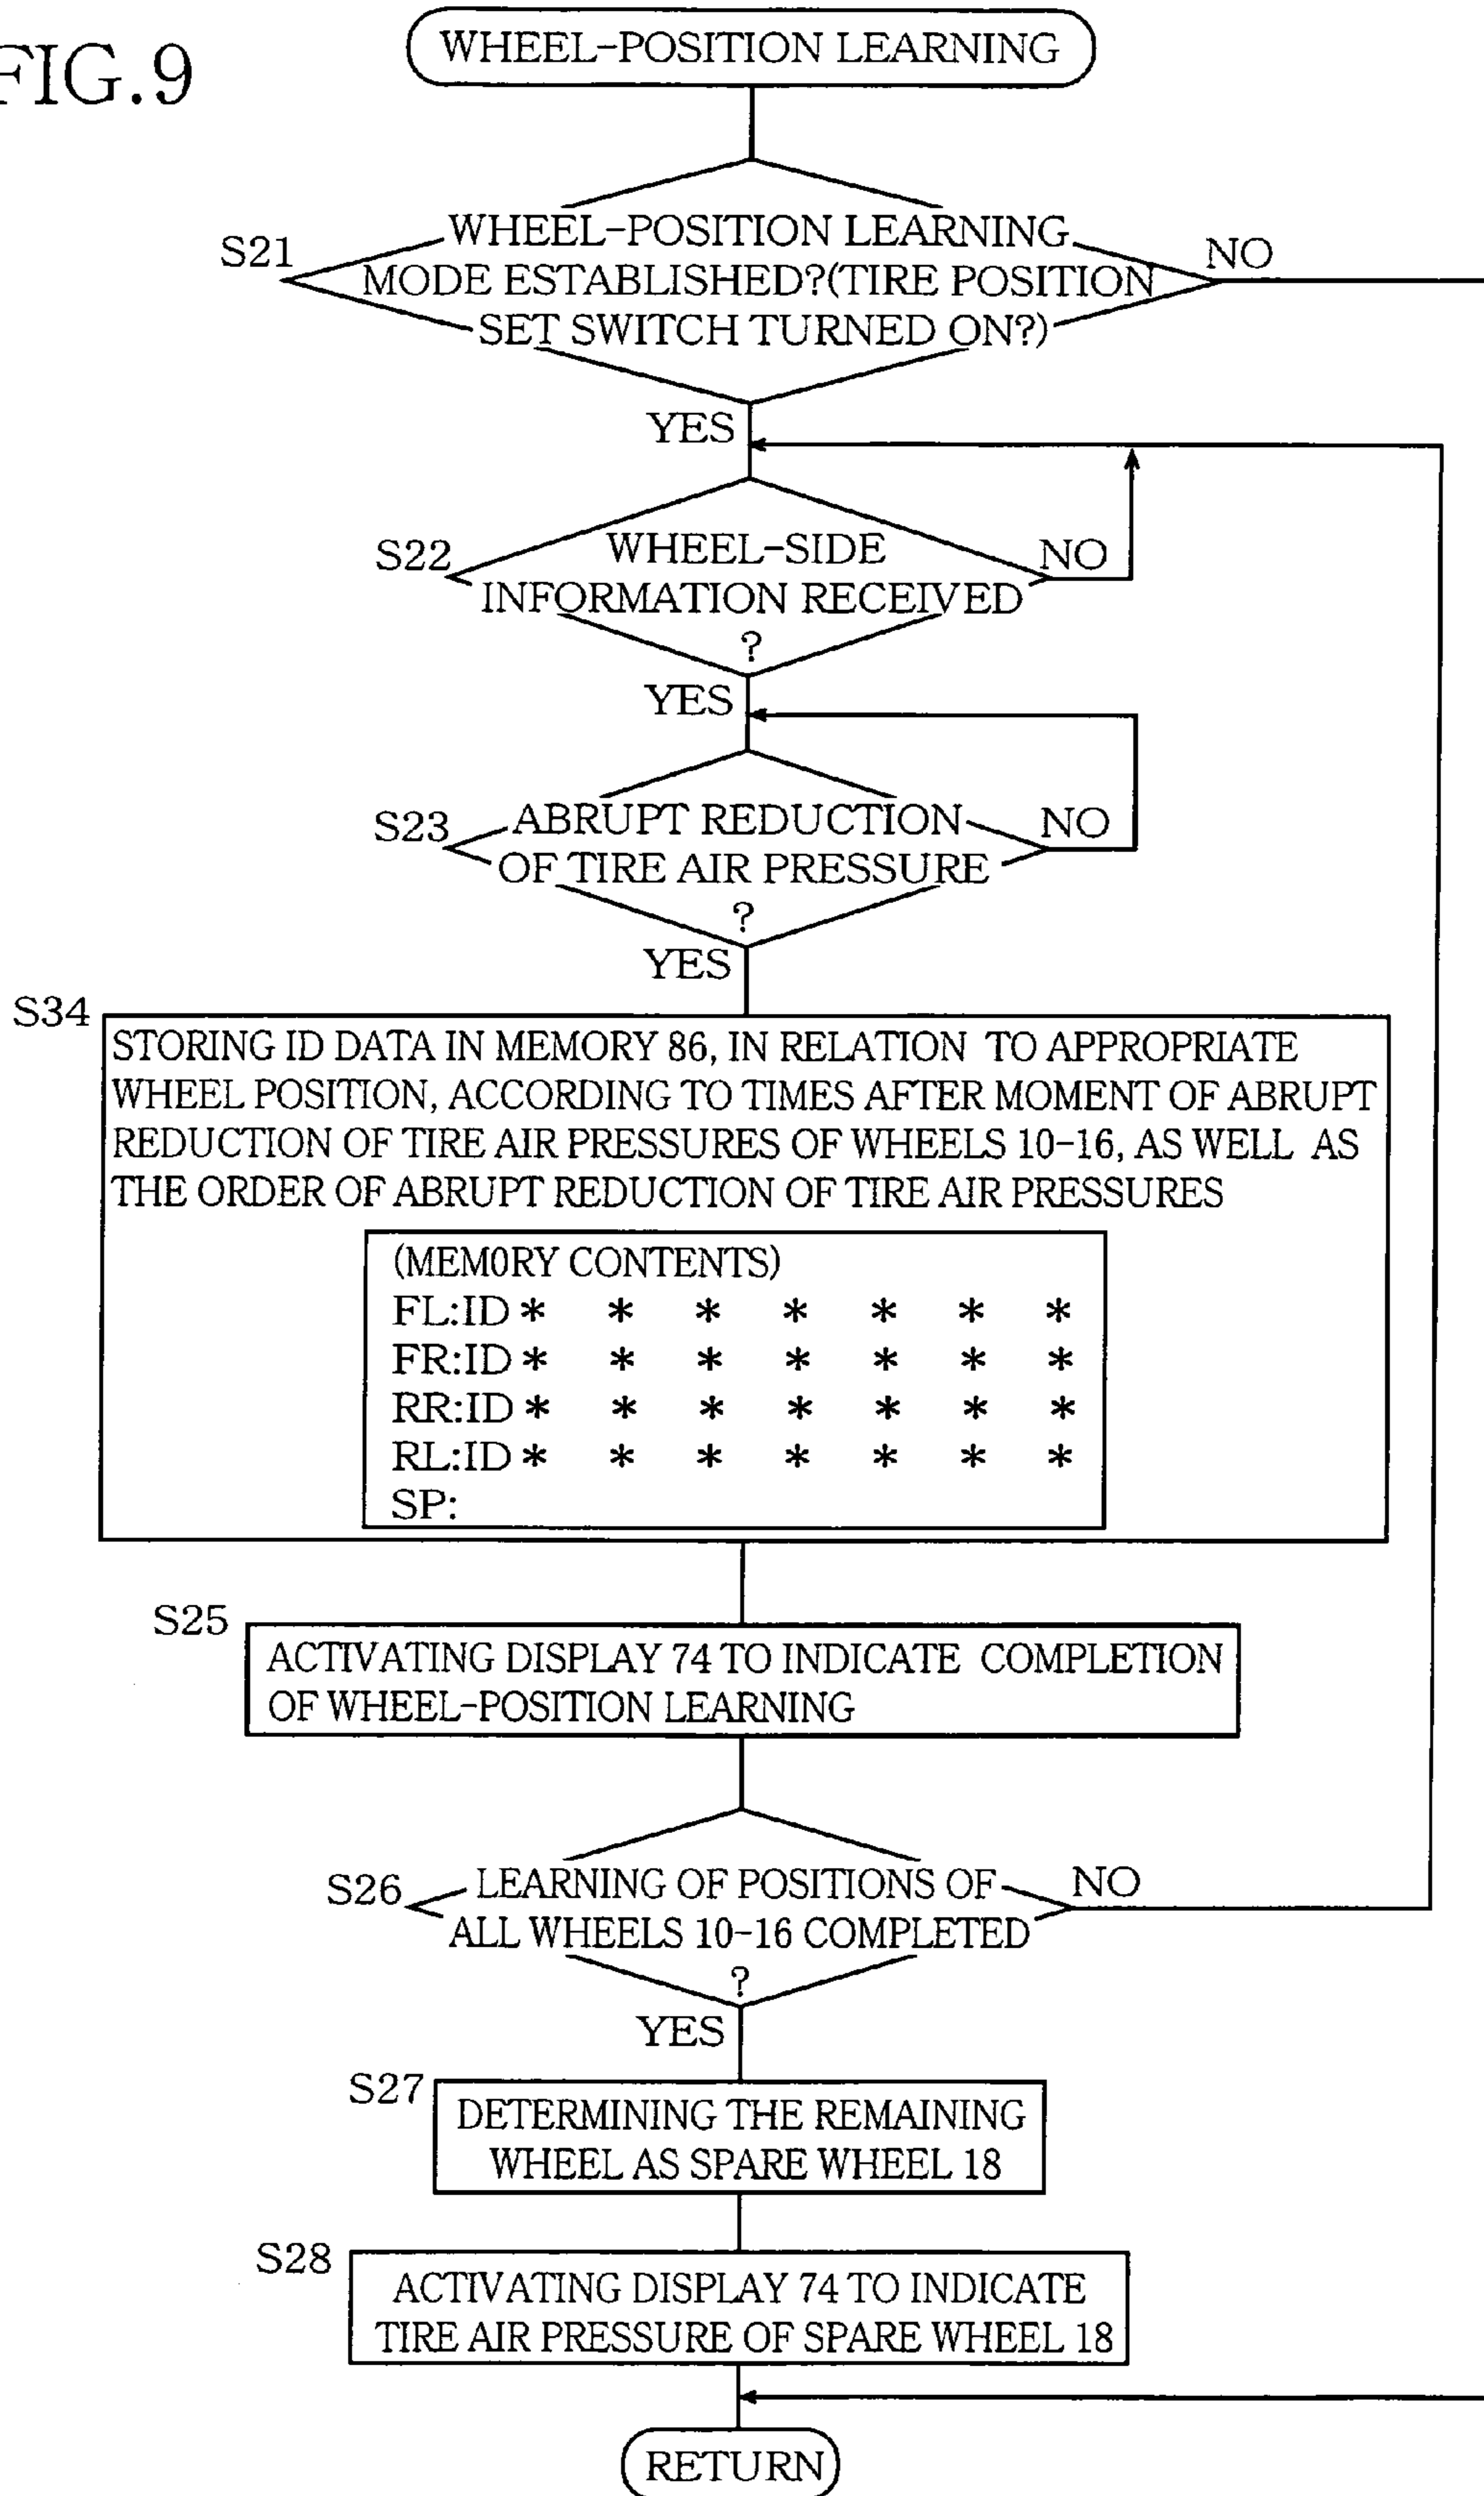 FIG.9
WHEEL-POSITION LEARNING
S21
WHEEL-POSITION LEARNING
MODE ESTABLISHED?(TIRE POSITION
SET SWITCH TURNED ON?)
NO
YES
S22
WHEEL-SIDE
INFORMATION RECEIVED
?
NO
YES
S23
ABRUPT REDUCTION
OF TIRE AIR PRESSURE
?
NO
YES
S34
STORING ID DATA IN MEMORY 86, IN RELATION TO APPROPRIATE
WHEEL POSITION, ACCORDING TO TIMES AFTER MOMENT OF ABRUPT
REDUCTION OF TIRE AIR PRESSURES OF WHEELS 10-16, AS WELL AS
THE ORDER OF ABRUPT REDUCTION OF TIRE AIR PRESSURES
(MEMORY CONTENTS)
FL:ID * * * * * * *
FR:ID * * * * * * *
RR:ID * * * * * * *
RL:ID * * * * * * *
SP:
S25
ACTIVATING DISPLAY 74 TO INDICATE COMPLETION
OF WHEEL-POSITION LEARNING
S26
LEARNING OF POSITIONS OF
ALL WHEELS 10-16 COMPLETED
?
NO
YES
S27
DETERMINING THE REMAINING
WHEEL AS SPARE WHEEL 18
S28
ACTIVATING DISPLAY 74 TO INDICATE
TIRE AIR PRESSURE OF SPARE WHEEL 18
RETURN